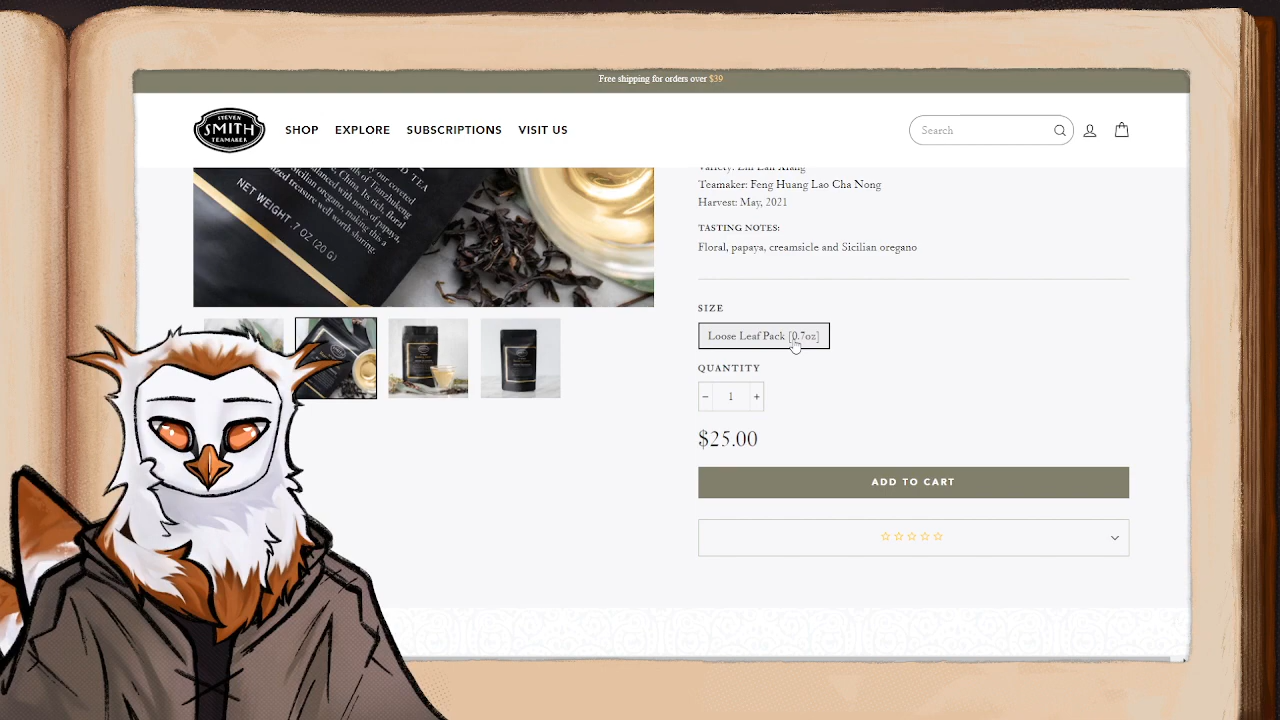 Free shipping for orders over $39
STEVEN
SMITH
TEAMAKER
SHOP EXPLORE SUBSCRIPTIONS VISIT US
Search
Teamaker: Feng Huang Lao Cha Nong
Harvest: May, 2021
TASTING NOTES:
Floral, papaya, creamsicle and Sicilian oregano
NET WEIGHT .7 OZ (20 G)
SIZE
Loose Leaf Pack [0.7oz]
QUANTITY
− 1 +
$25.00
ADD TO CART